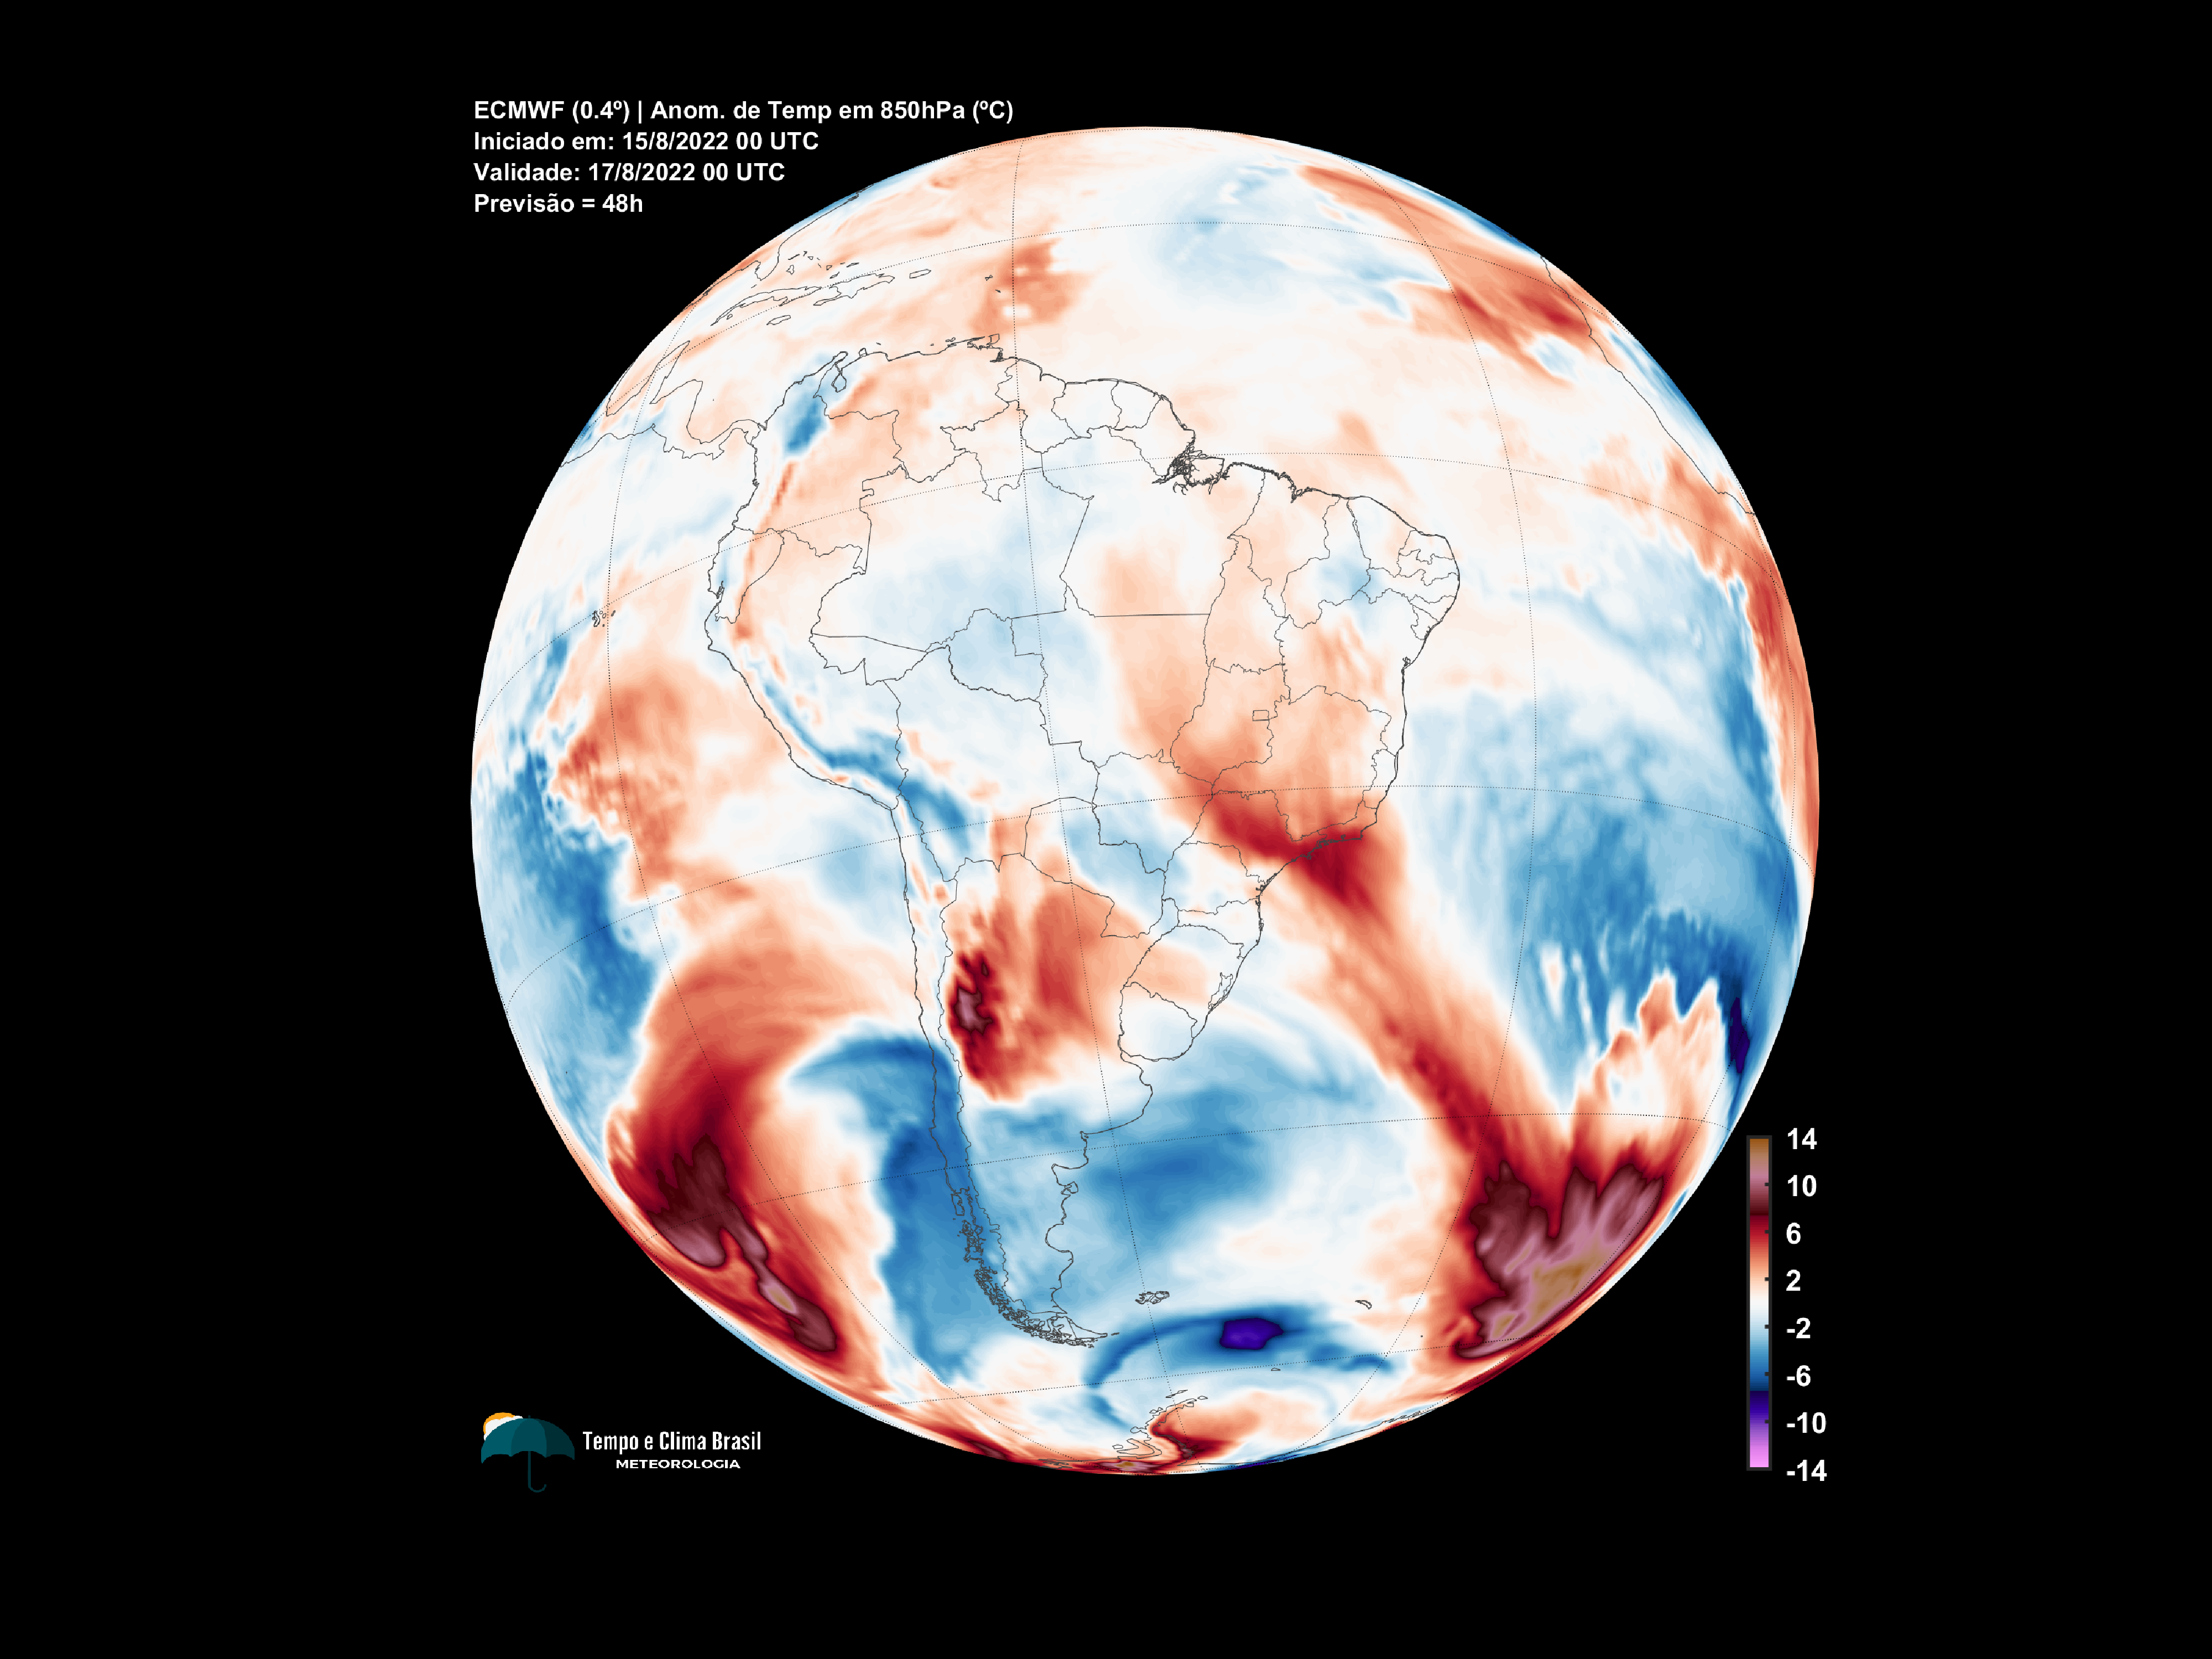 ECMWF (0.4º) | Anom. de Temp em 850hPa (ºC)
Iniciado em: 15/8/2022 00 UTC
Validade: 17/8/2022 00 UTC
Previsão = 48h
14
10
6
2
-2
-6
-10
-14
Tempo e Clima Brasil
METEOROLOGIA